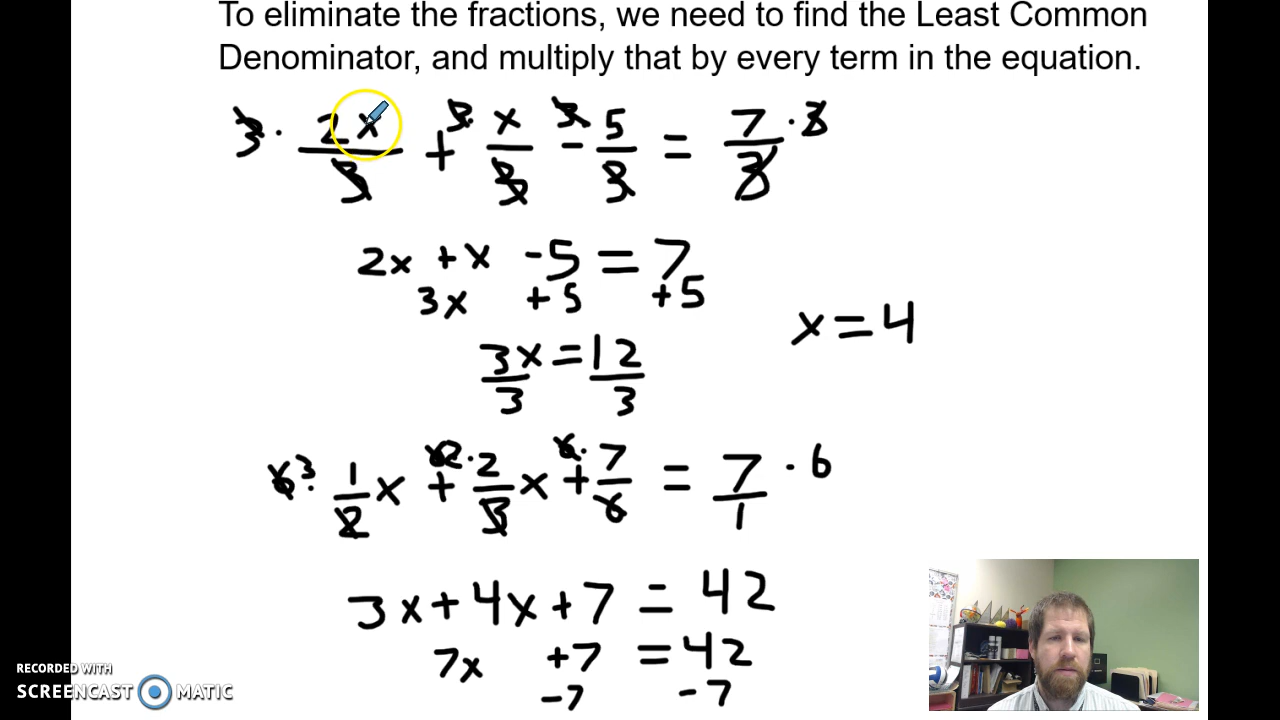 To eliminate the fractions, we need to find the Least Common
Denominator, and multiply that by every term in the equation.
3 · 2x/3 + 3 · x/3 - 3 · 5/3 = 7/3 · 3
2x + x - 5 = 7
3x + 5 + 5
x = 4
3x/3 = 12/3
6 3 · 1/2 x + 6 2 · 2/3 x + 6 · 7/6 = 7/1 · 6
3x + 4x + 7 = 42
7x + 7 = 42
- 7 - 7
RECORDED WITH
SCREENCAST MATIC